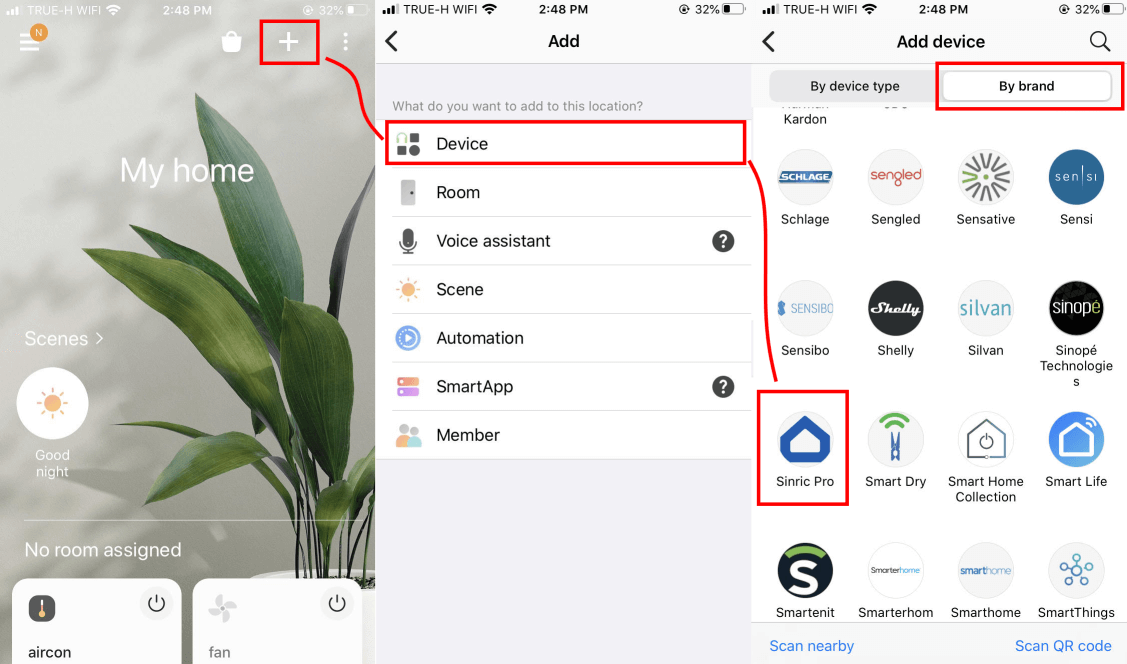 TRUE-H WIFI 2:48 PM 32%
N
My home
Scenes >
Good
night
No room assigned
aircon
fan
TRUE-H WIFI 2:48 PM 32%
Add
What do you want to add to this location?
Device
Room
Voice assistant ?
Scene
Automation
SmartApp ?
Member
TRUE-H WIFI 2:48 PM 32%
Add device
By device type By brand
Kardon
SCHLAGE sengled sen|si
Schlage Sengled Sensative Sensi
SENSIBO Shelly silvan sinopé
Sensibo Shelly Silvan Sinopé
Technologie
s
Sinric Pro Smart Dry Smart Home Smart Life
Collection
S Smarterhome smarthome
Smartenit Smarterhom Smarthome SmartThings
Scan nearby Scan QR code